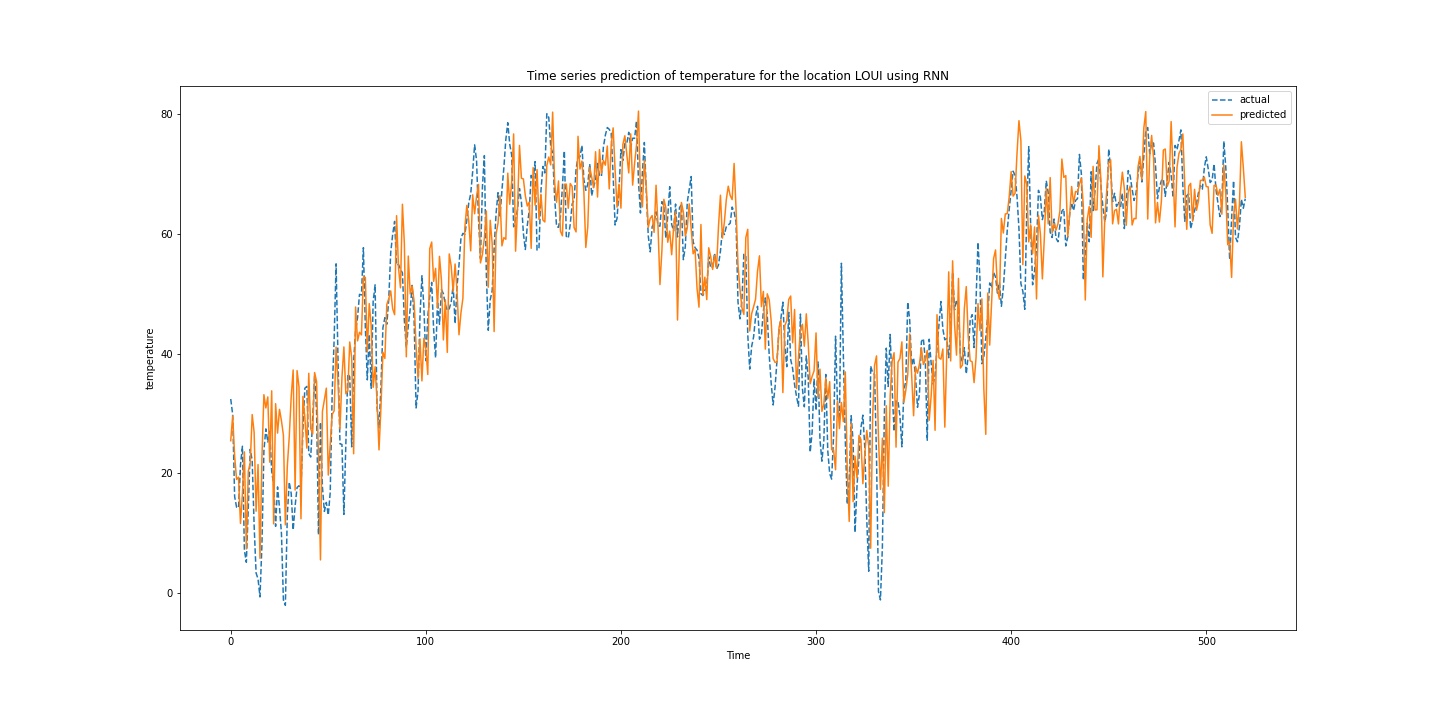 Time series prediction of temperature for the location LOUI using RNN
actual
predicted
80
60
40
20
0
temperature
0 100 200 300 400 500
Time